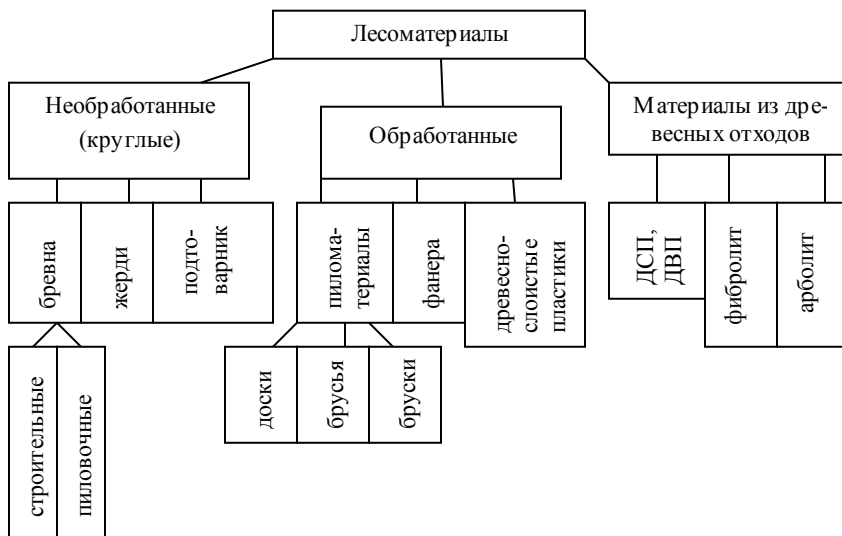 Лесоматериалы
Необработанные
(круглые)
Обработанные
Материалы из дре-
весных отходов
бревна
жерди
подто-
варник
пилома-
териалы
фанера
древесно-
слоистые
пластики
ДСП,
ДВП
фибролит
арболит
строительные
пиловочные
доски
брусья
бруски